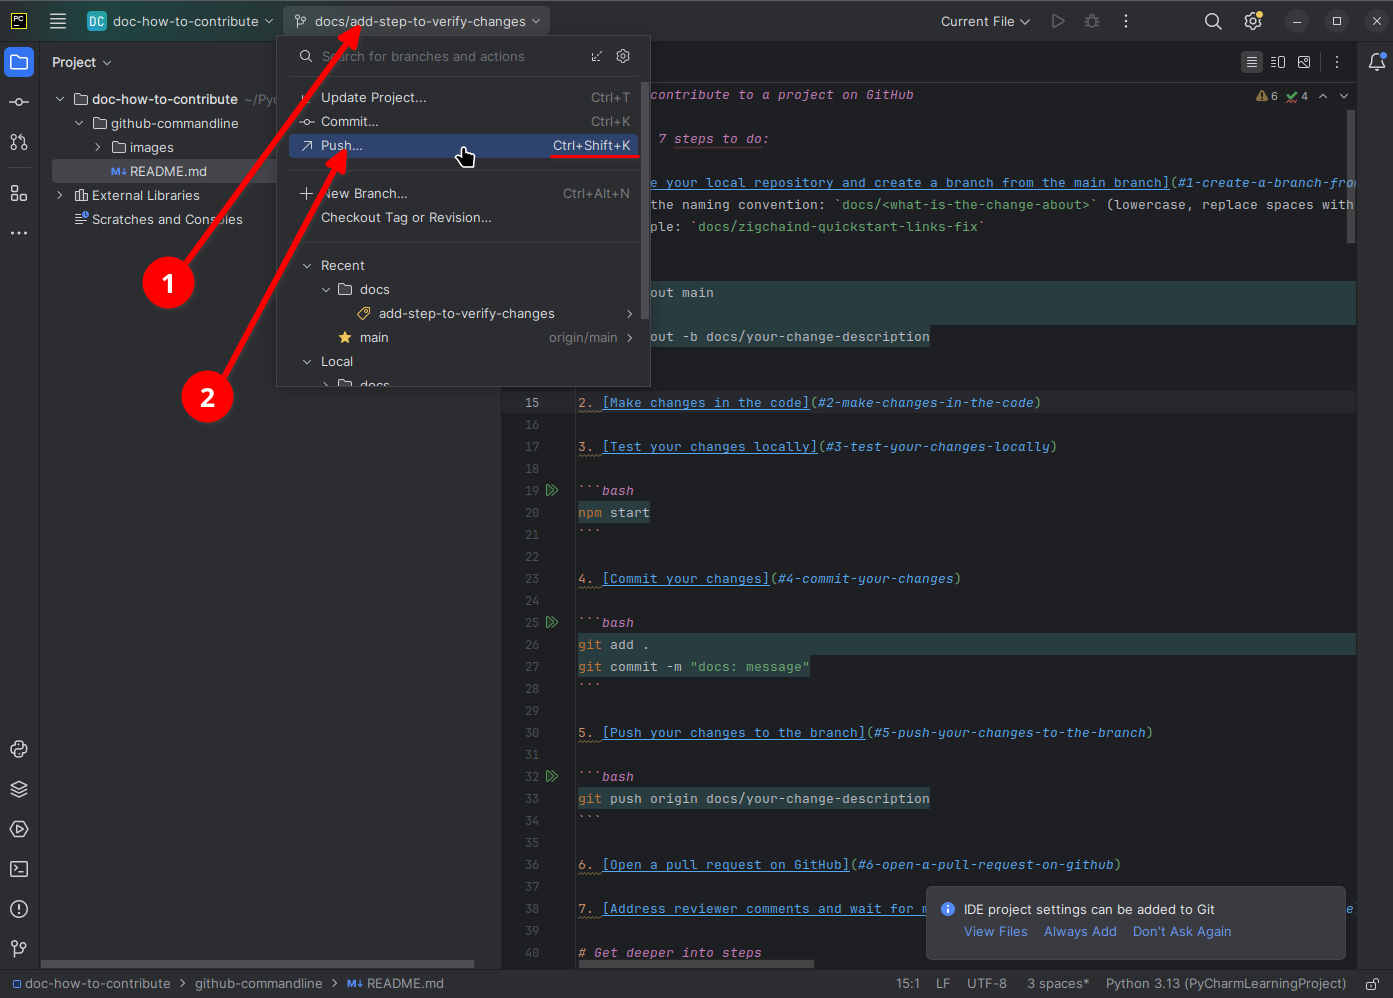 PC
DC doc-how-to-contribute docs/add-step-to-verify-changes Current File
Project
doc-how-to-contribute ~/Pyc
github-commandline
images
M↓ README.md
External Libraries
Scratches and Consoles
Search for branches and actions
Update Project... Ctrl+T
Commit... Ctrl+K
Push... Ctrl+Shift+K
New Branch... Ctrl+Alt+N
Checkout Tag or Revision...
Recent
docs
add-step-to-verify-changes
main origin/main
Local
docs
1
2
contribute to a project on GitHub
6 4
7 steps to do:
e your local repository and create a branch from the main branch](#1-create-a-branch-fro
the naming convention: `docs/<what-is-the-change-about>` (lowercase, replace spaces with
ple: `docs/zigchaind-quickstart-links-fix`
out main
out -b docs/your-change-description
15 2. [Make changes in the code](#2-make-changes-in-the-code)
16
17 3. [Test your changes locally](#3-test-your-changes-locally)
18
19 ```bash
20 npm start
21 ```
22
23 4. [Commit your changes](#4-commit-your-changes)
24
25 ```bash
26 git add .
27 git commit -m "docs: message"
28 ```
29
30 5. [Push your changes to the branch](#5-push-your-changes-to-the-branch)
31
32 ```bash
33 git push origin docs/your-change-description
34 ```
35
36 6. [Open a pull request on GitHub](#6-open-a-pull-request-on-github)
37
38 7. [Address reviewer comments and wait for m
39
40 # Get deeper into steps
IDE project settings can be added to Git
View Files Always Add Don't Ask Again
doc-how-to-contribute > github-commandline > M↓ README.md 15:1 LF UTF-8 3 spaces* Python 3.13 (PyCharmLearningProject)